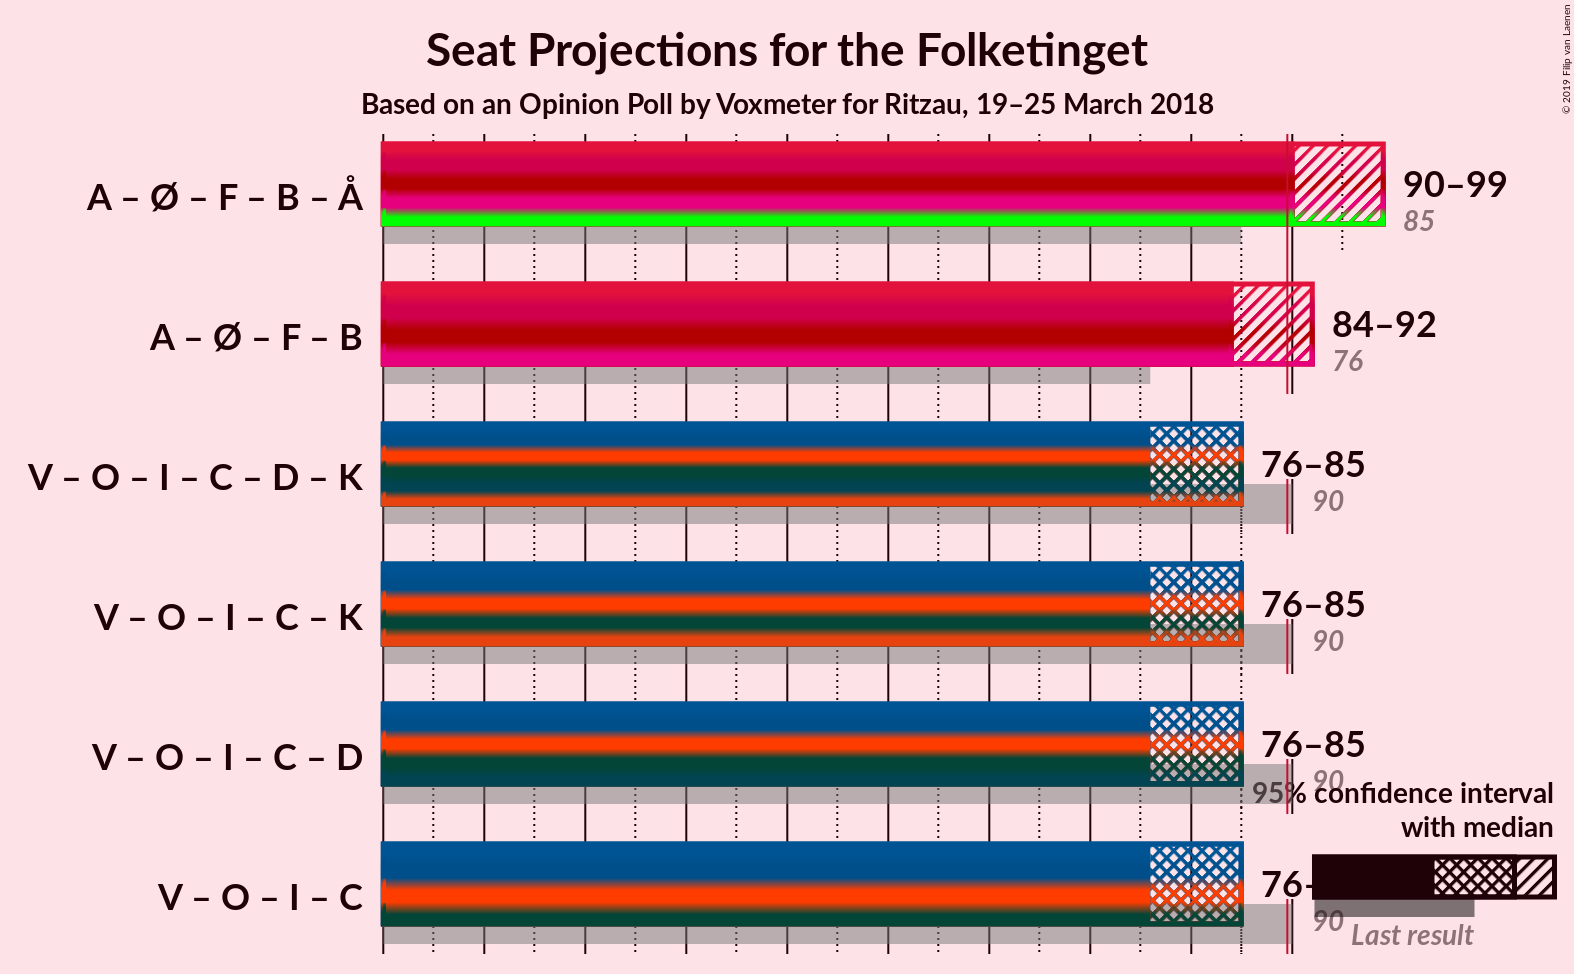 Seat Projections for the Folketinget
Based on an Opinion Poll by Voxmeter for Ritzau, 19–25 March 2018
© 2019 Filip van Laenen
A – Ø – F – B – Å
90–99
85
A – Ø – F – B
84–92
76
V – O – I – C – D – K
76–85
90
V – O – I – C – K
76–85
90
V – O – I – C – D
76–85
90
95% confidence interval
with median
V – O – I – C
76–
90
Last result